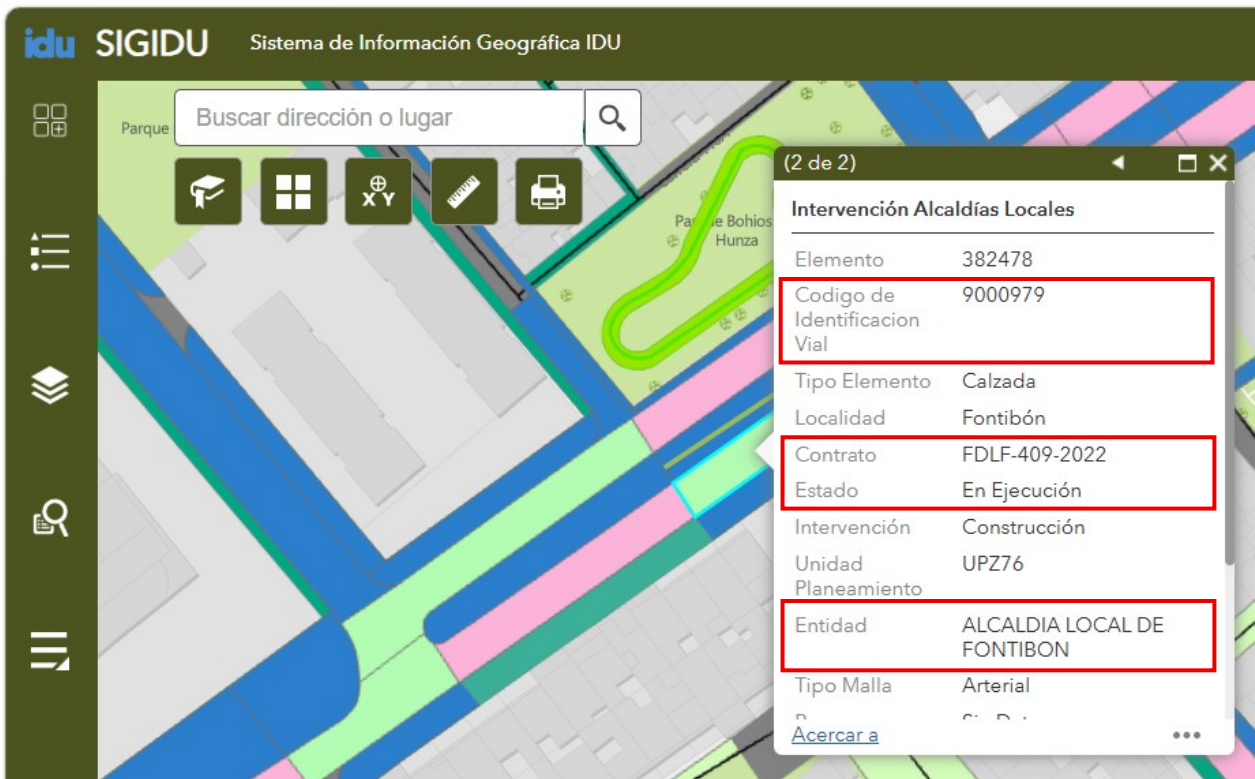 idu SIGIDU Sistema de Información Geográfica IDU
Parque
Buscar dirección o lugar
X Y
Bohios
Hunza
(2 de 2)
Intervención Alcaldías Locales
Elemento 382478
Codigo de 9000979
Identificacion
Vial
Tipo Elemento Calzada
Localidad Fontibón
Contrato FDLF-409-2022
Estado En Ejecución
Intervención Construcción
Unidad UPZ76
Planeamiento
Entidad ALCALDIA LOCAL DE
FONTIBON
Tipo Malla Arterial
Acercar a